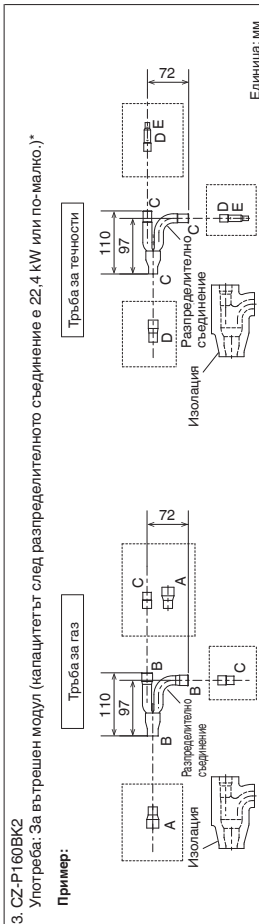 3. CZ-P160BK2
Употреба: За вътрешен модул (капацитетът след разпределителното съединение е 22,4 kW или по-малко.)*
Пример:
Тръба за газ
110
97
72
B
C
A
A
B
B
C
Разпределително
съединение
Изолация
Тръба за течности
110
97
72
C
D
E
D
C
C
D
E
Разпределително
съединение
Изолация
Единица: мм